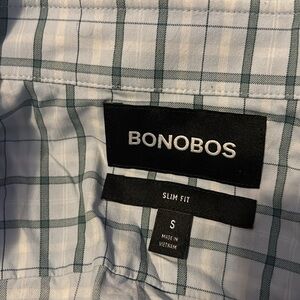 BONOBOS
SLIM FIT
S
MADE IN
VIETNAM